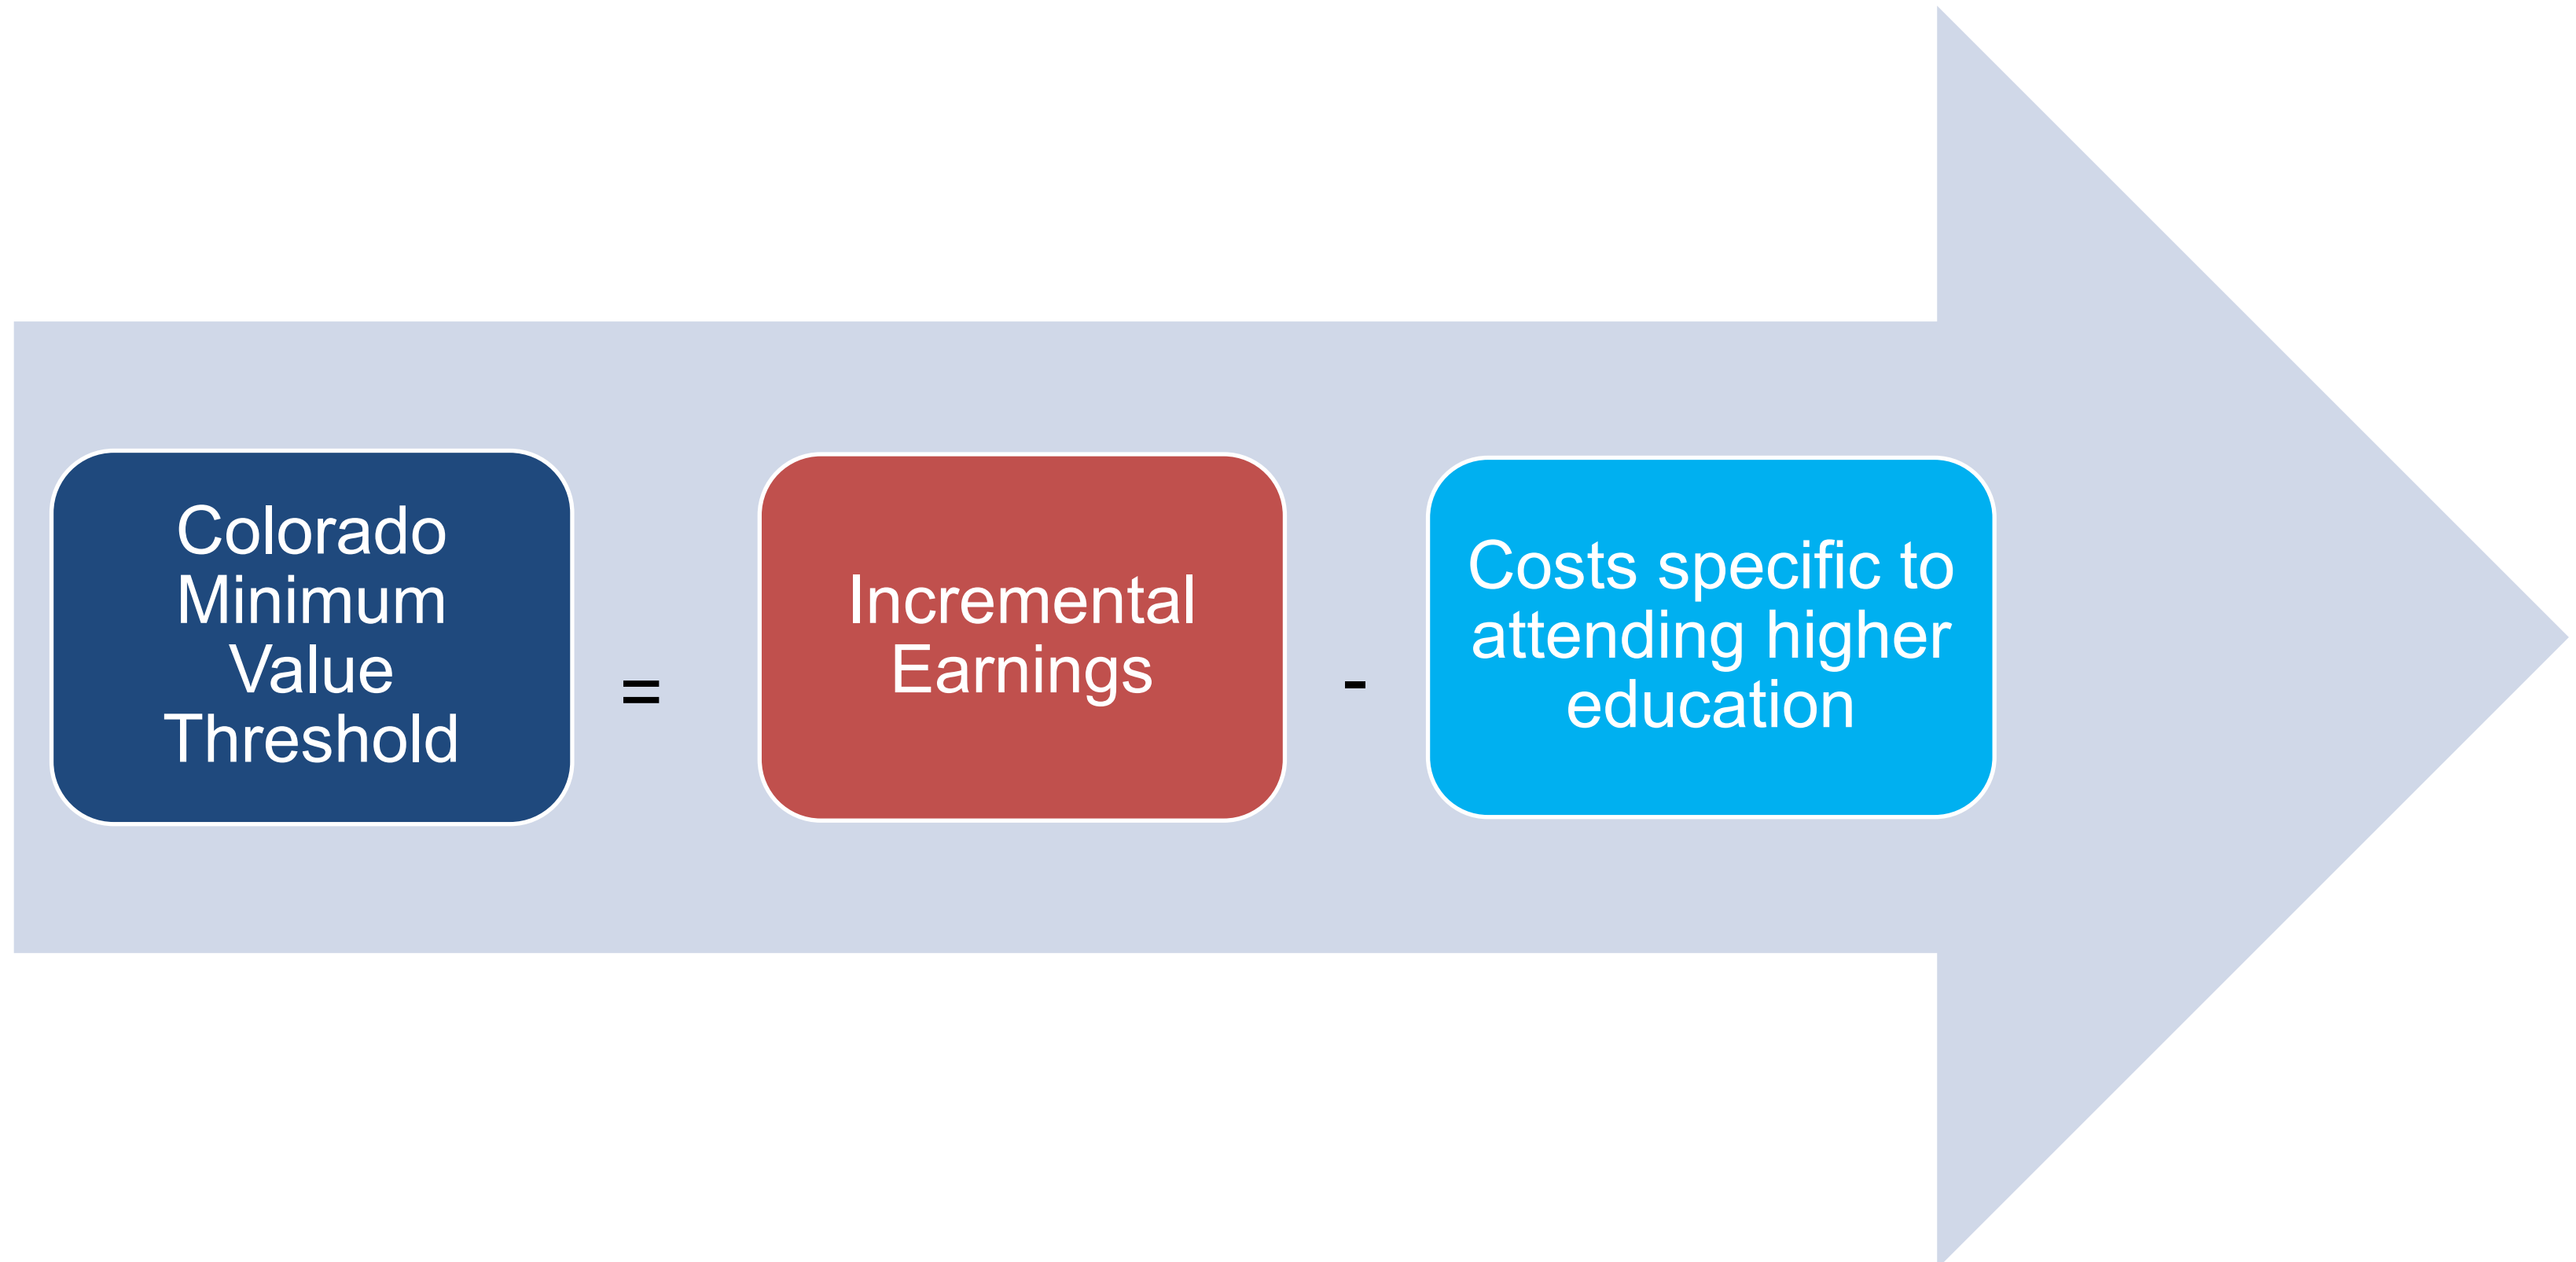 Colorado
Minimum
Value
Threshold
=
Incremental
Earnings
-
Costs specific to
attending higher
education